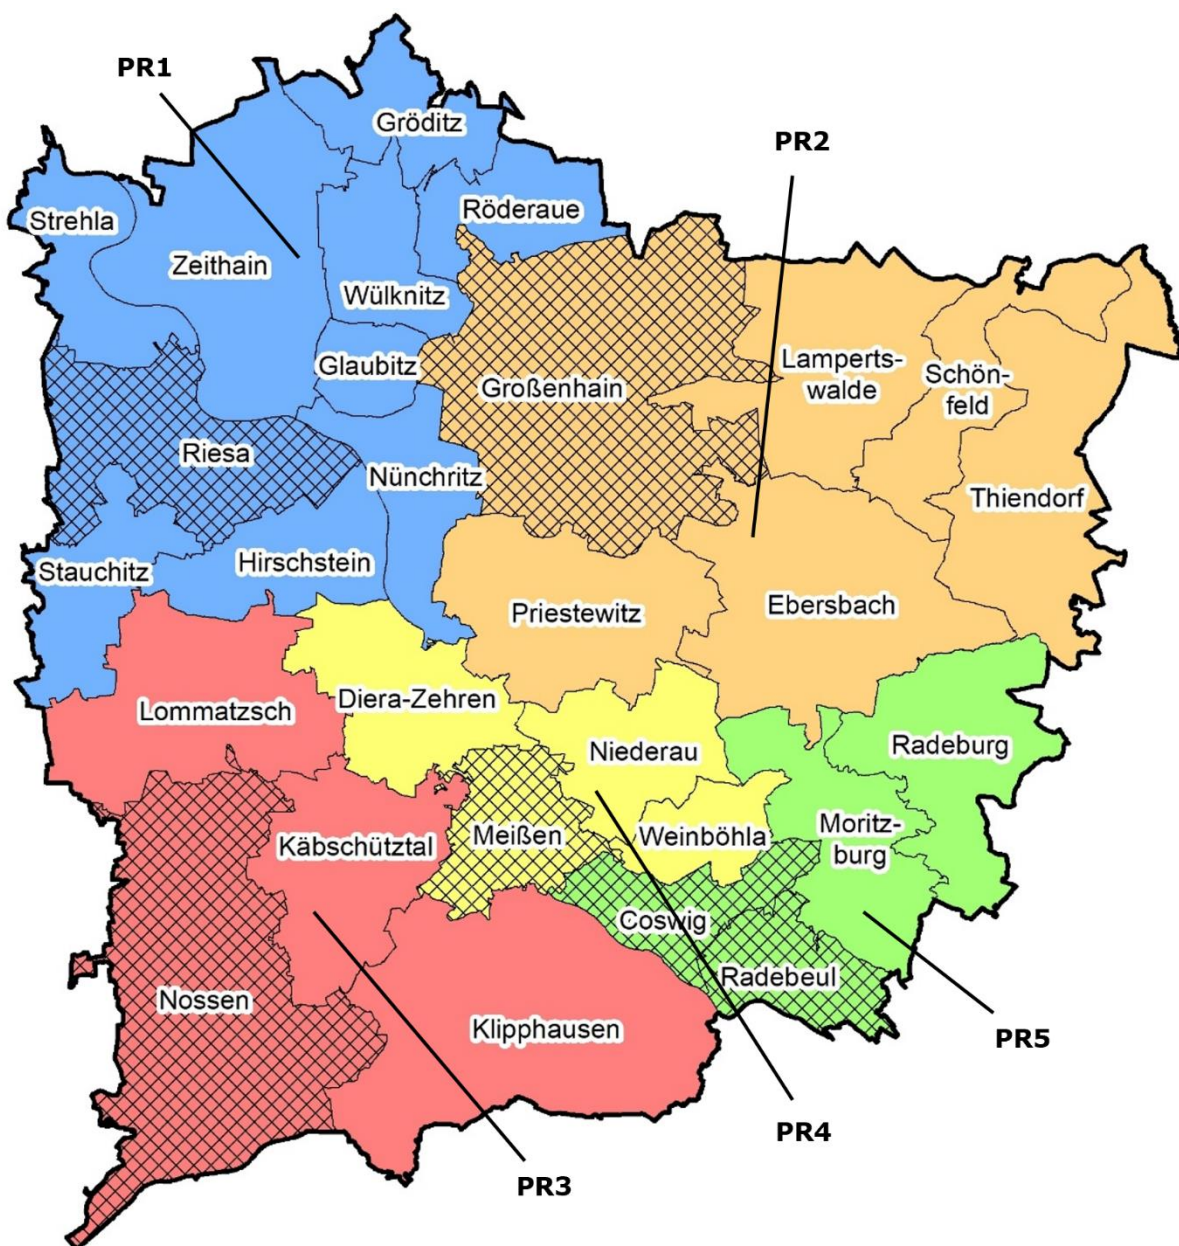 PR1
Gröditz
PR2
Strehla
Röderaue
Zeithain
Wülknitz
Glaubitz
Großenhain
Lamperts-
walde
Schön-
feld
Riesa
Nünchritz
Thiendorf
Stauchitz
Hirschstein
Priestewitz
Ebersbach
Lommatzsch
Diera-Zehren
Niederau
Radeburg
Käbschütztal
Meißen
Weinböhla
Moritz-
burg
Coswig
Radebeul
Nossen
Klipphausen
PR5
PR4
PR3